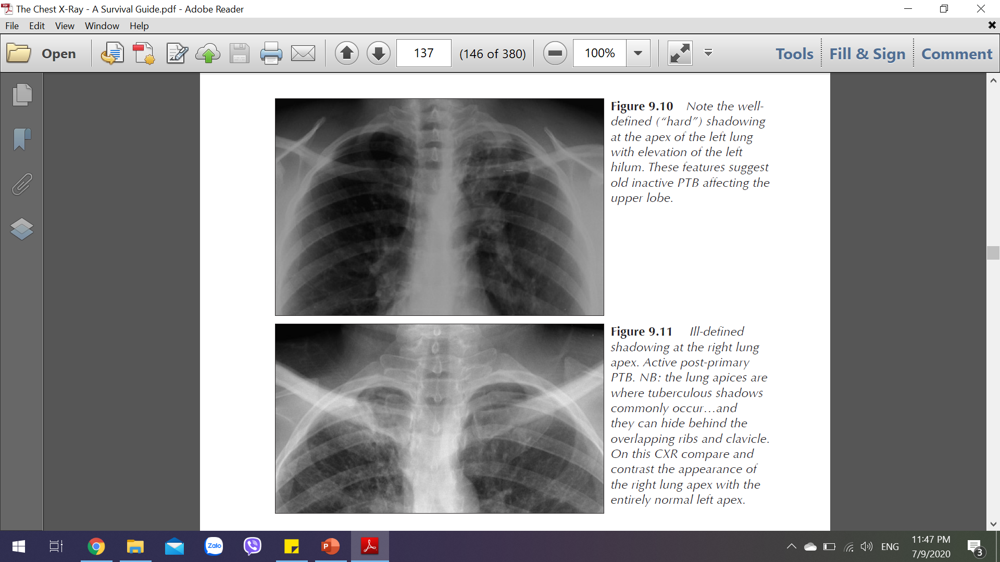 The Chest X-Ray - A Survival Guide.pdf - Adobe Reader
File Edit View Window Help
Open 137 (146 of 380) 100% Tools Fill & Sign Comment
Figure 9.10 Note the well-
defined (“hard”) shadowing
at the apex of the left lung
with elevation of the left
hilum. These features suggest
old inactive PTB affecting the
upper lobe.
Figure 9.11 Ill-defined
shadowing at the right lung
apex. Active post-primary
PTB. NB: the lung apices are
where tuberculous shadows
commonly occur…and
they can hide behind the
overlapping ribs and clavicle.
On this CXR compare and
contrast the appearance of
the right lung apex with the
entirely normal left apex.
Zalo
P
ENG
11:47 PM
7/9/2020
3